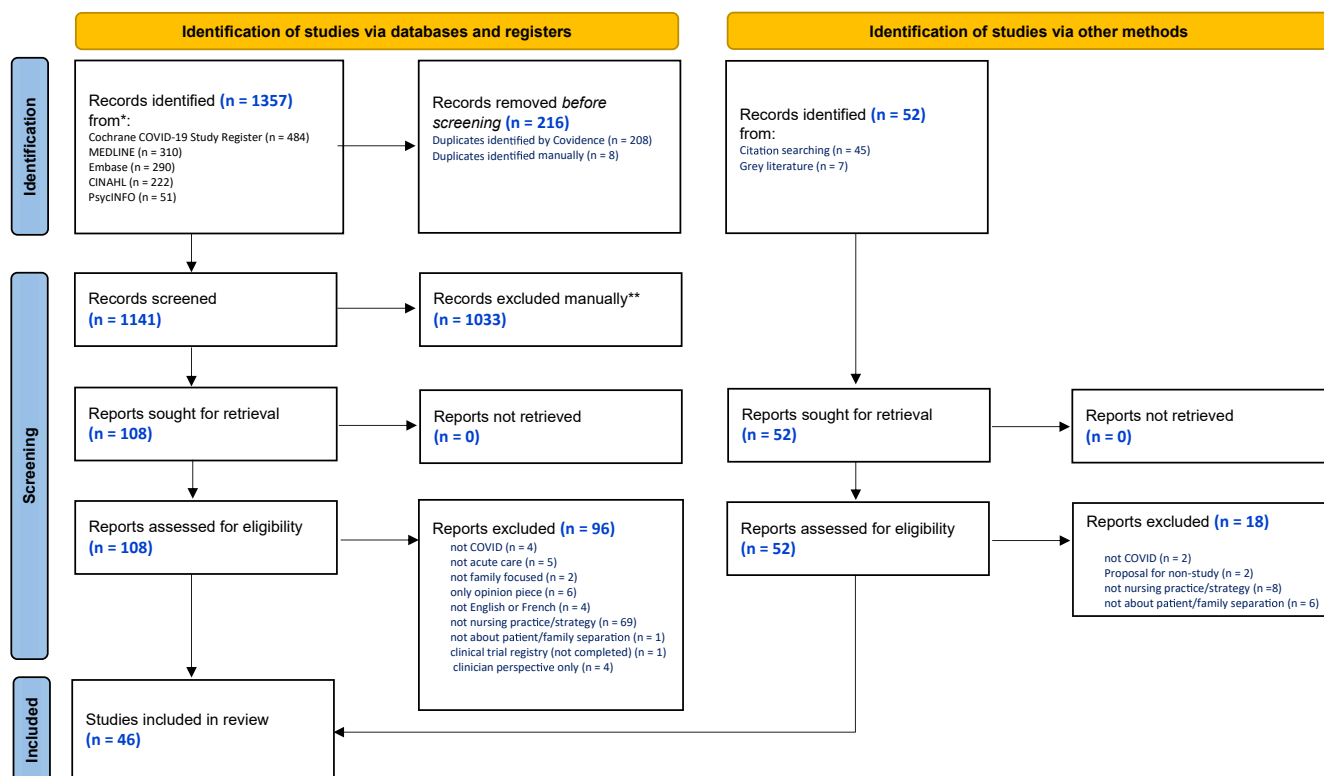 Identification of studies via databases and registers
Identification of studies via other methods
Identification
Records identified (n = 1357)
from*:
Cochrane COVID-19 Study Register (n = 484)
MEDLINE (n = 310)
Embase (n = 290)
CINAHL (n = 222)
PsycINFO (n = 51)
Records removed before
screening (n = 216)
Duplicates identified by Covidence (n = 208)
Duplicates identified manually (n = 8)
Records identified (n = 52)
from:
Citation searching (n = 45)
Grey literature (n = 7)
Screening
Records screened
(n = 1141)
Records excluded manually**
(n = 1033)
Reports sought for retrieval
(n = 108)
Reports not retrieved
(n = 0)
Reports sought for retrieval
(n = 52)
Reports not retrieved
(n = 0)
Reports assessed for eligibility
(n = 108)
Reports excluded (n = 96)
not COVID (n = 4)
not acute care (n = 5)
not family focused (n = 2)
only opinion piece (n = 6)
not English or French (n = 4)
not nursing practice/strategy (n = 69)
not about patient/family separation (n = 1)
clinical trial registry (not completed) (n = 1)
clinician perspective only (n = 4)
Reports assessed for eligibility
(n = 52)
Reports excluded (n = 18)
not COVID (n = 2)
Proposal for non-study (n = 2)
not nursing practice/strategy (n =8)
not about patient/family separation (n = 6)
Included
Studies included in review
(n = 46)